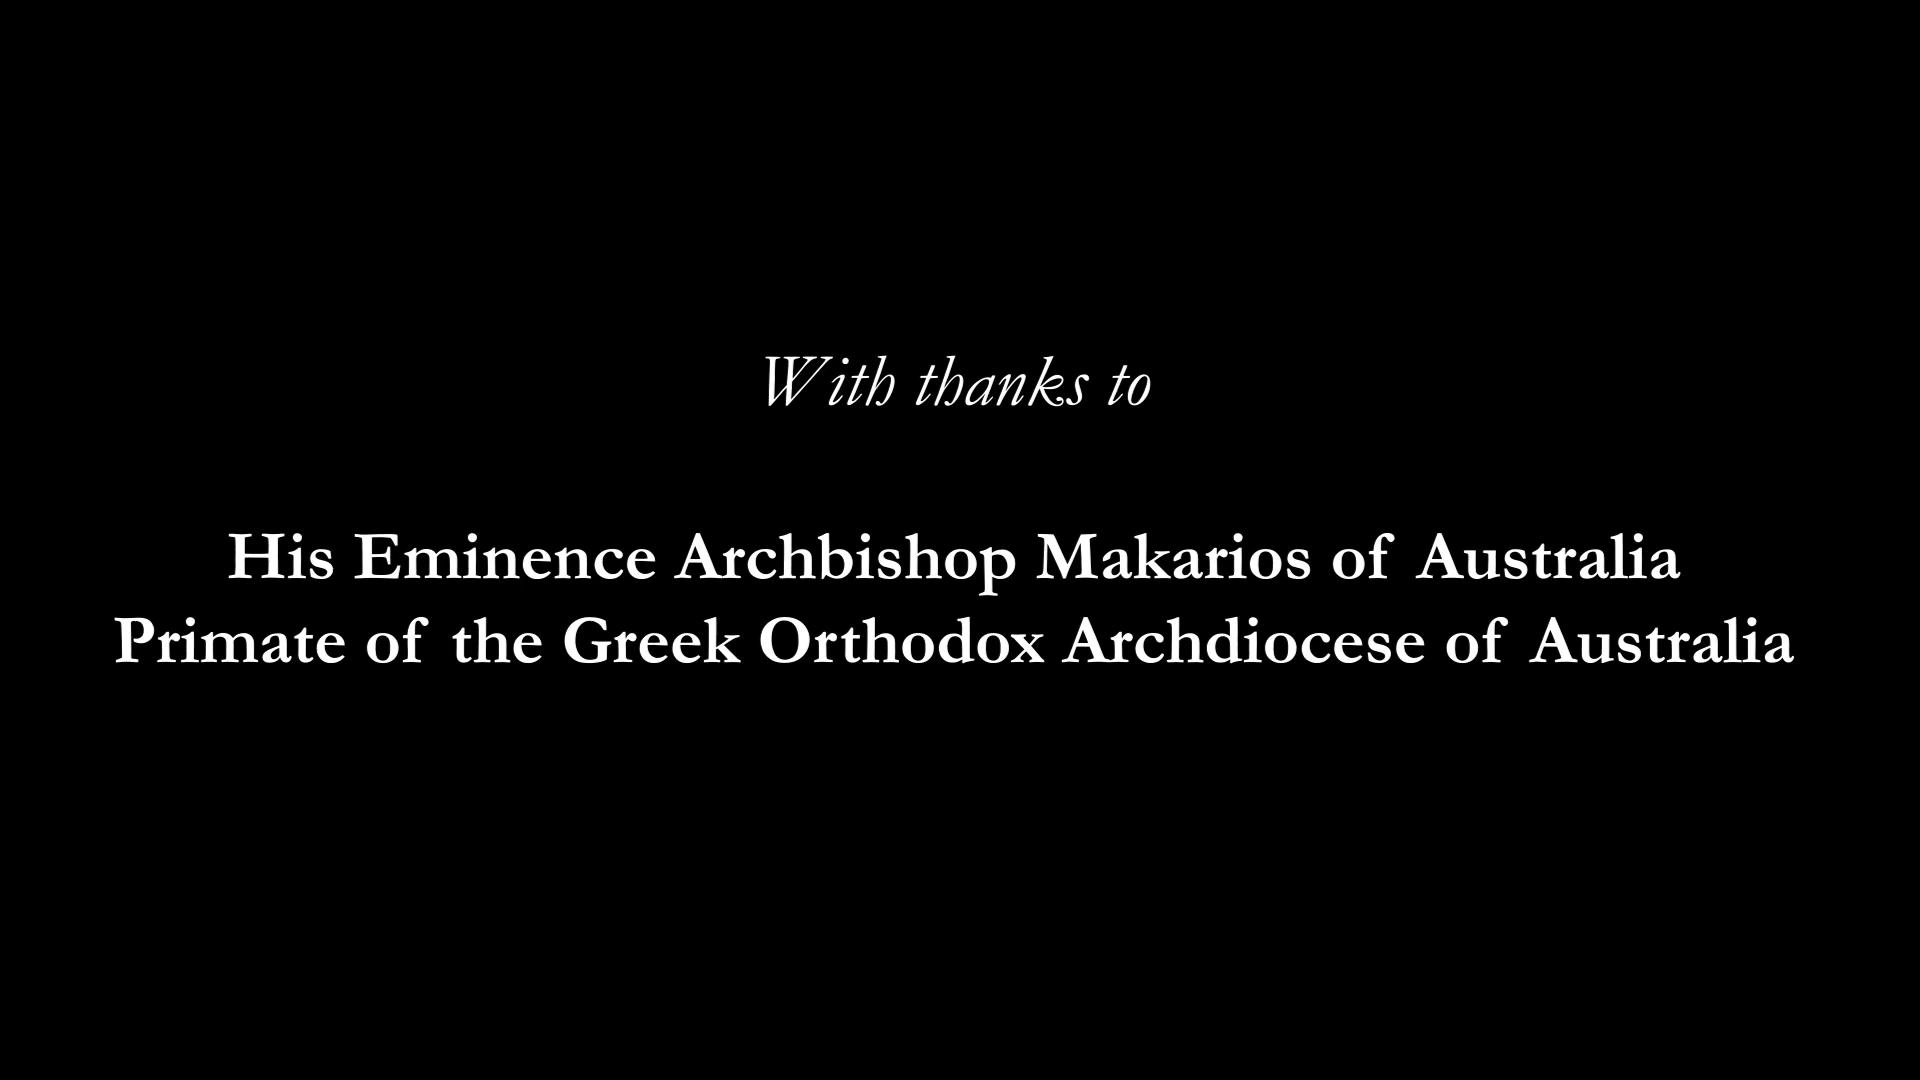 With thanks to
His Eminence Archbishop Makarios of Australia
Primate of the Greek Orthodox Archdiocese of Australia